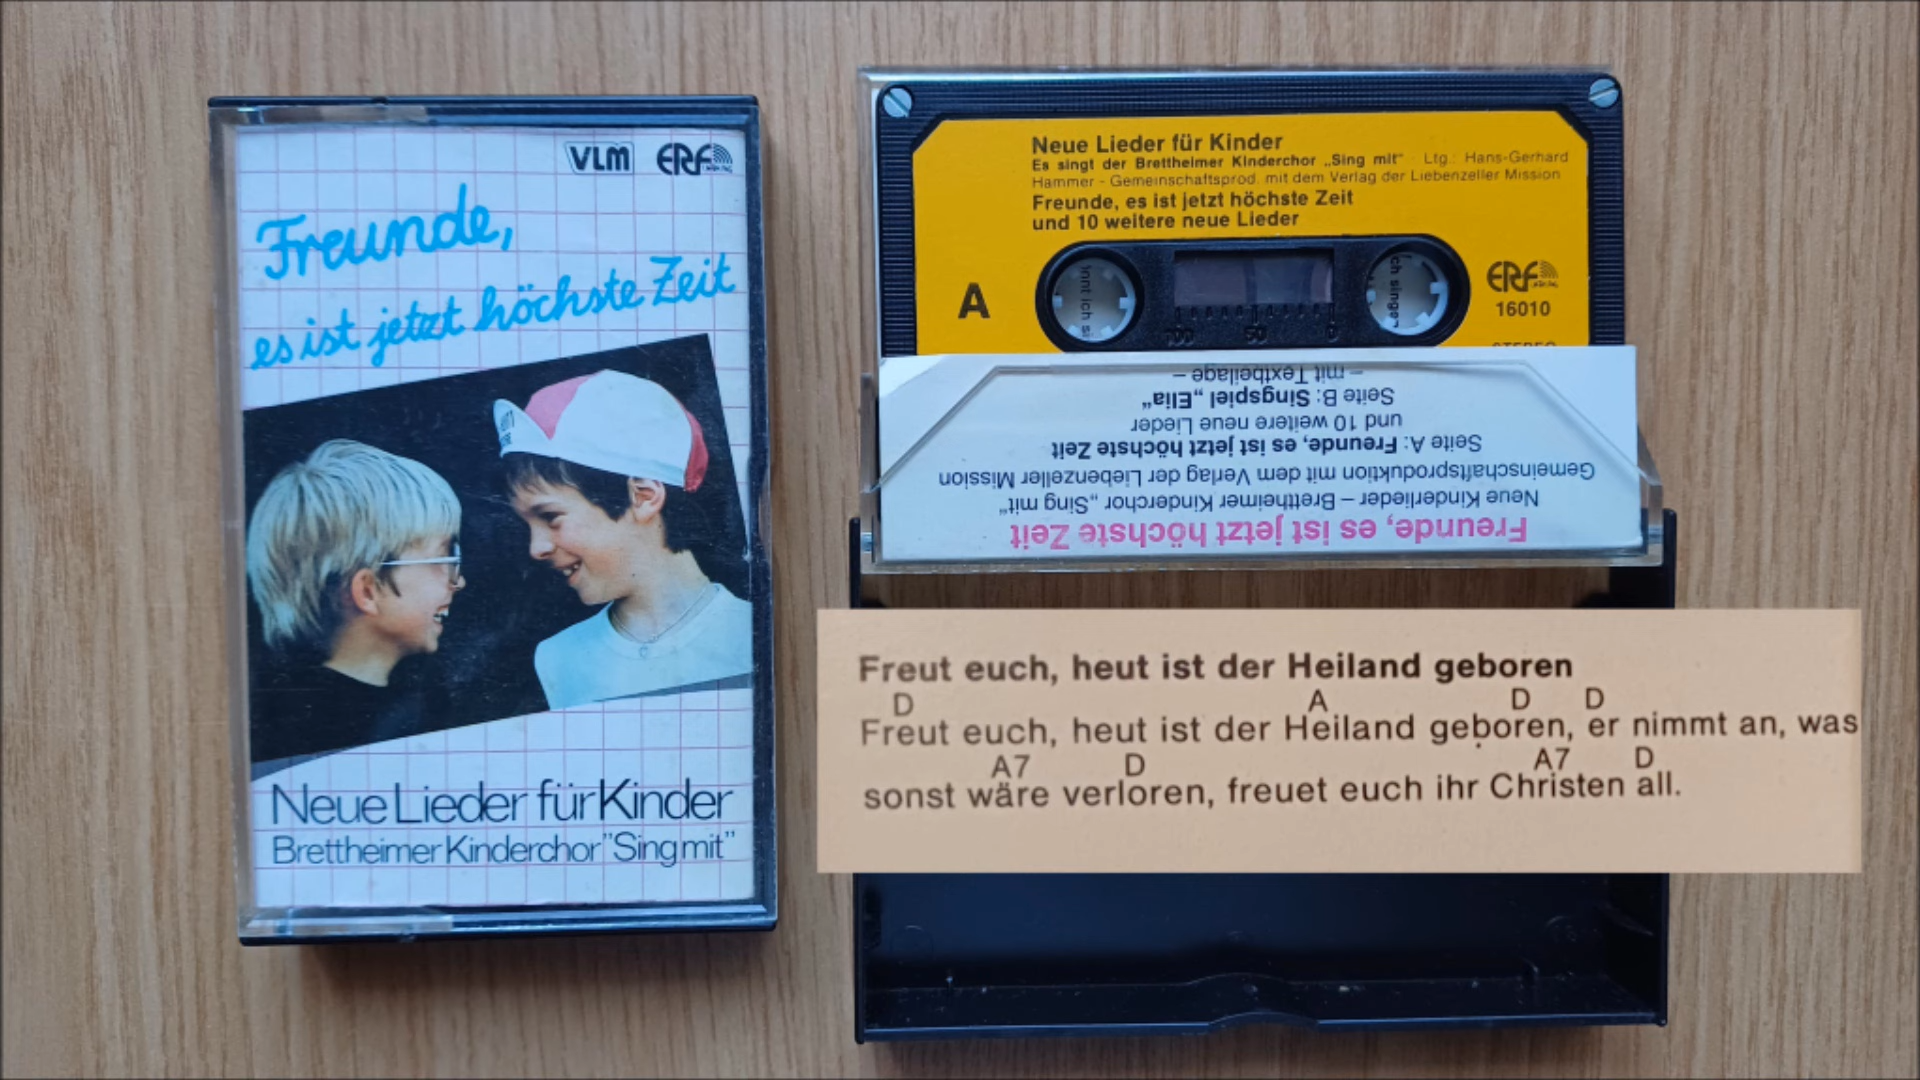 VLM ERF
Freunde,
es ist jetzt höchste Zeit
Neue Lieder für Kinder
Brettheimer Kinderchor "Sing mit"
Neue Lieder für Kinder
Es singt der Brettheimer Kinderchor „Sing mit“ · Ltg.: Hans-Gerhard
Hammer - Gemeinschaftsprod. mit dem Verlag der Liebenzeller Mission
Freunde, es ist jetzt höchste Zeit
und 10 weitere neue Lieder
A
ERF
16010
STEREO
100 50 0
Freunde, es ist jetzt höchste Zeit
Neue Kinderlieder – Brettheimer Kinderchor „Sing mit“
Gemeinschaftsproduktion mit dem Verlag der Liebenzeller Mission
Seite A: Freunde, es ist jetzt höchste Zeit
und 10 weitere neue Lieder
Seite B: Singspiel „Elia“
– mit Textbeilage –
Freut euch, heut ist der Heiland geboren
D A D D
Freut euch, heut ist der Heiland geboren, er nimmt an, was
A7 D A7 D
sonst wäre verloren, freuet euch ihr Christen all.